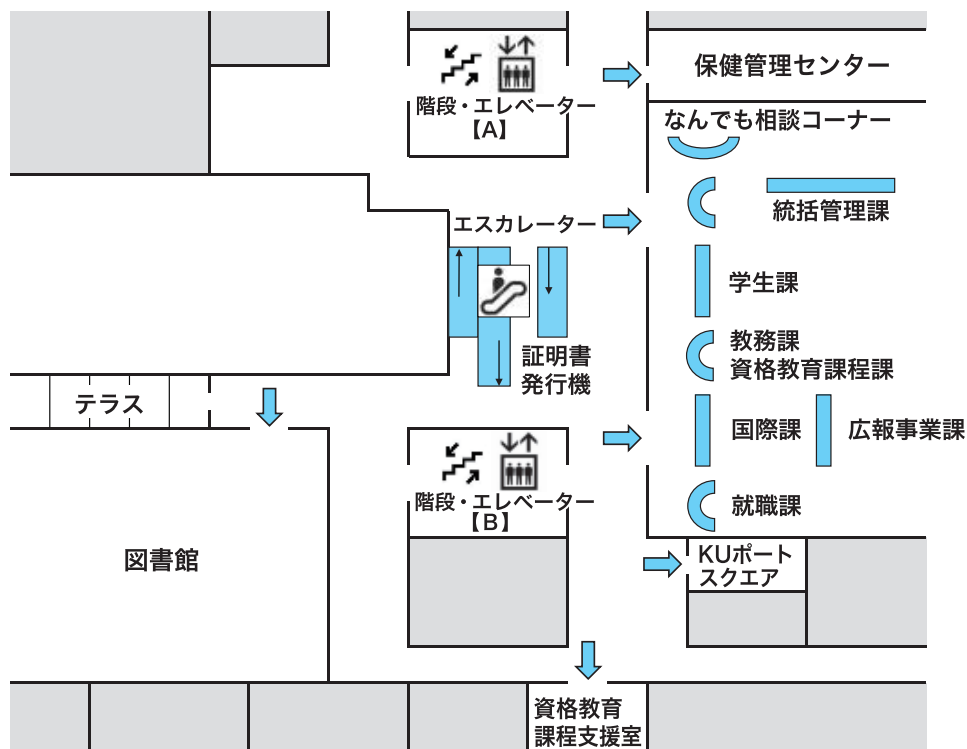 保健管理センター
階段・エレベーター
【A】
なんでも相談コーナー
統括管理課
エスカレーター
学生課
証明書
発行機
教務課
資格教育課程課
テラス
国際課
広報事業課
階段・エレベーター
【B】
就職課
図書館
KUポート
スクエア
資格教育
課程支援室